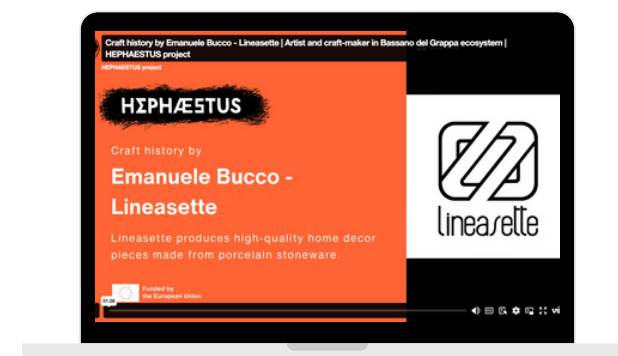 Craft history by Emanuele Bucco - Lineasette | Artist and craft-maker in Bassano del Grappa ecosystem |
HEPHAESTUS project
HEPHAESTUS project
HΣPHÆSTUS
Craft history by
Emanuele Bucco -
Lineasette
Lineasette produces high-quality home decor
pieces made from porcelain stoneware.
lineasette
Funded by
the European Union
01:26
vi